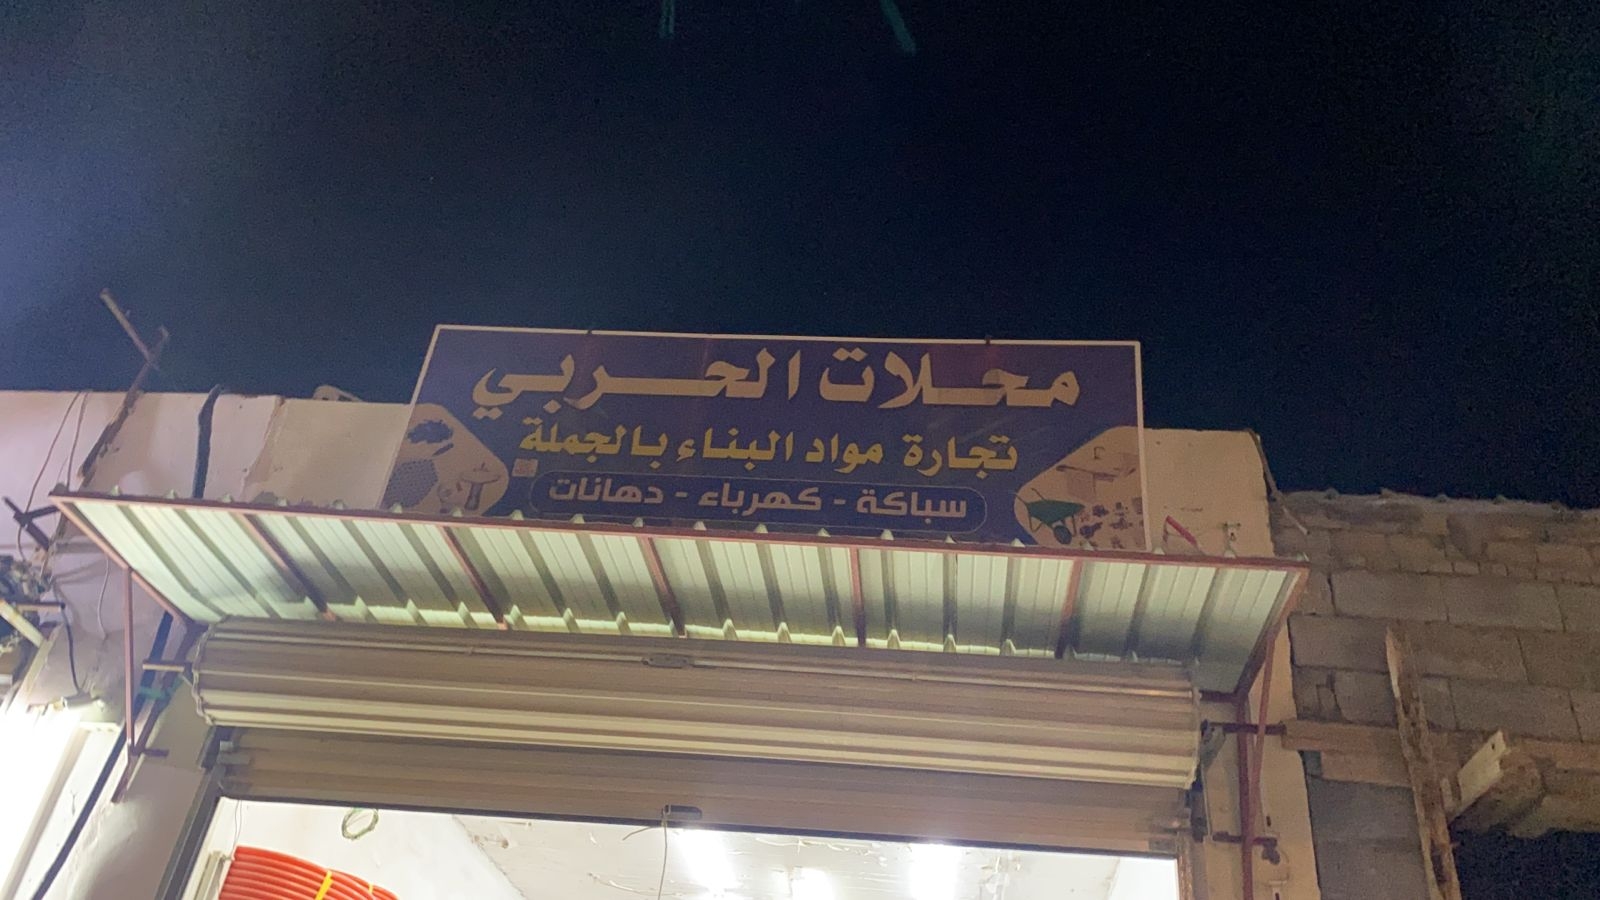 محلات الحربي
تجارة مواد البناء بالجملة
سباكة - كهرباء - دهانات